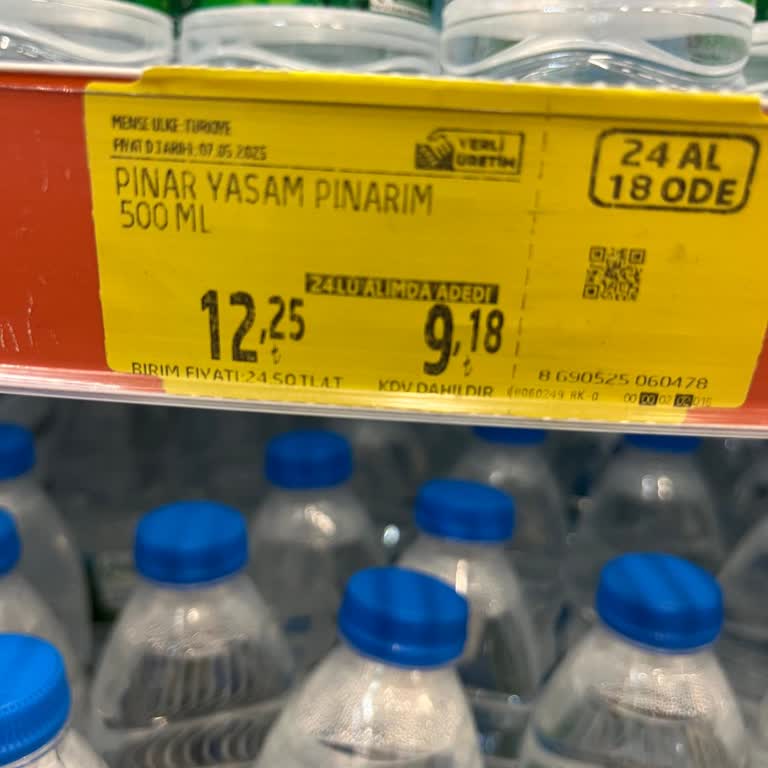 MENŞE ÜLKE: TÜRKİYE
FİYAT D.TARİHİ: 07.05.2025
YERLİ
ÜRETİM
24 AL
18 ÖDE
PINAR YAŞAM PINARIM
500 ML
24LÜ ALIMDA ADEDİ
12,25 ₺
9,18 ₺
BİRİM FİYATI: 24.50 TL/LT
KDV DAHİLDİR
8 690525 060478